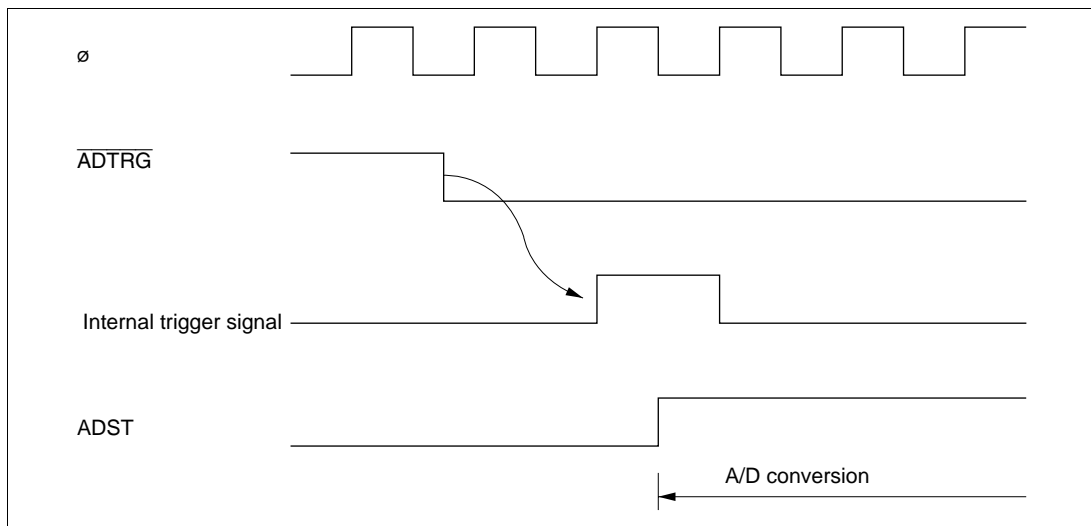 ø
ADTRG
Internal trigger signal
ADST
A/D conversion